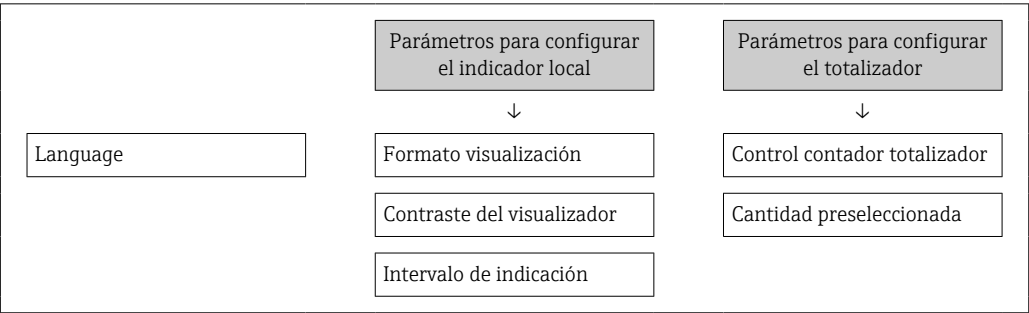 Parámetros para configurar
el indicador local
Parámetros para configurar
el totalizador
↓
↓
Language
Formato visualización
Control contador totalizador
Contraste del visualizador
Cantidad preseleccionada
Intervalo de indicación